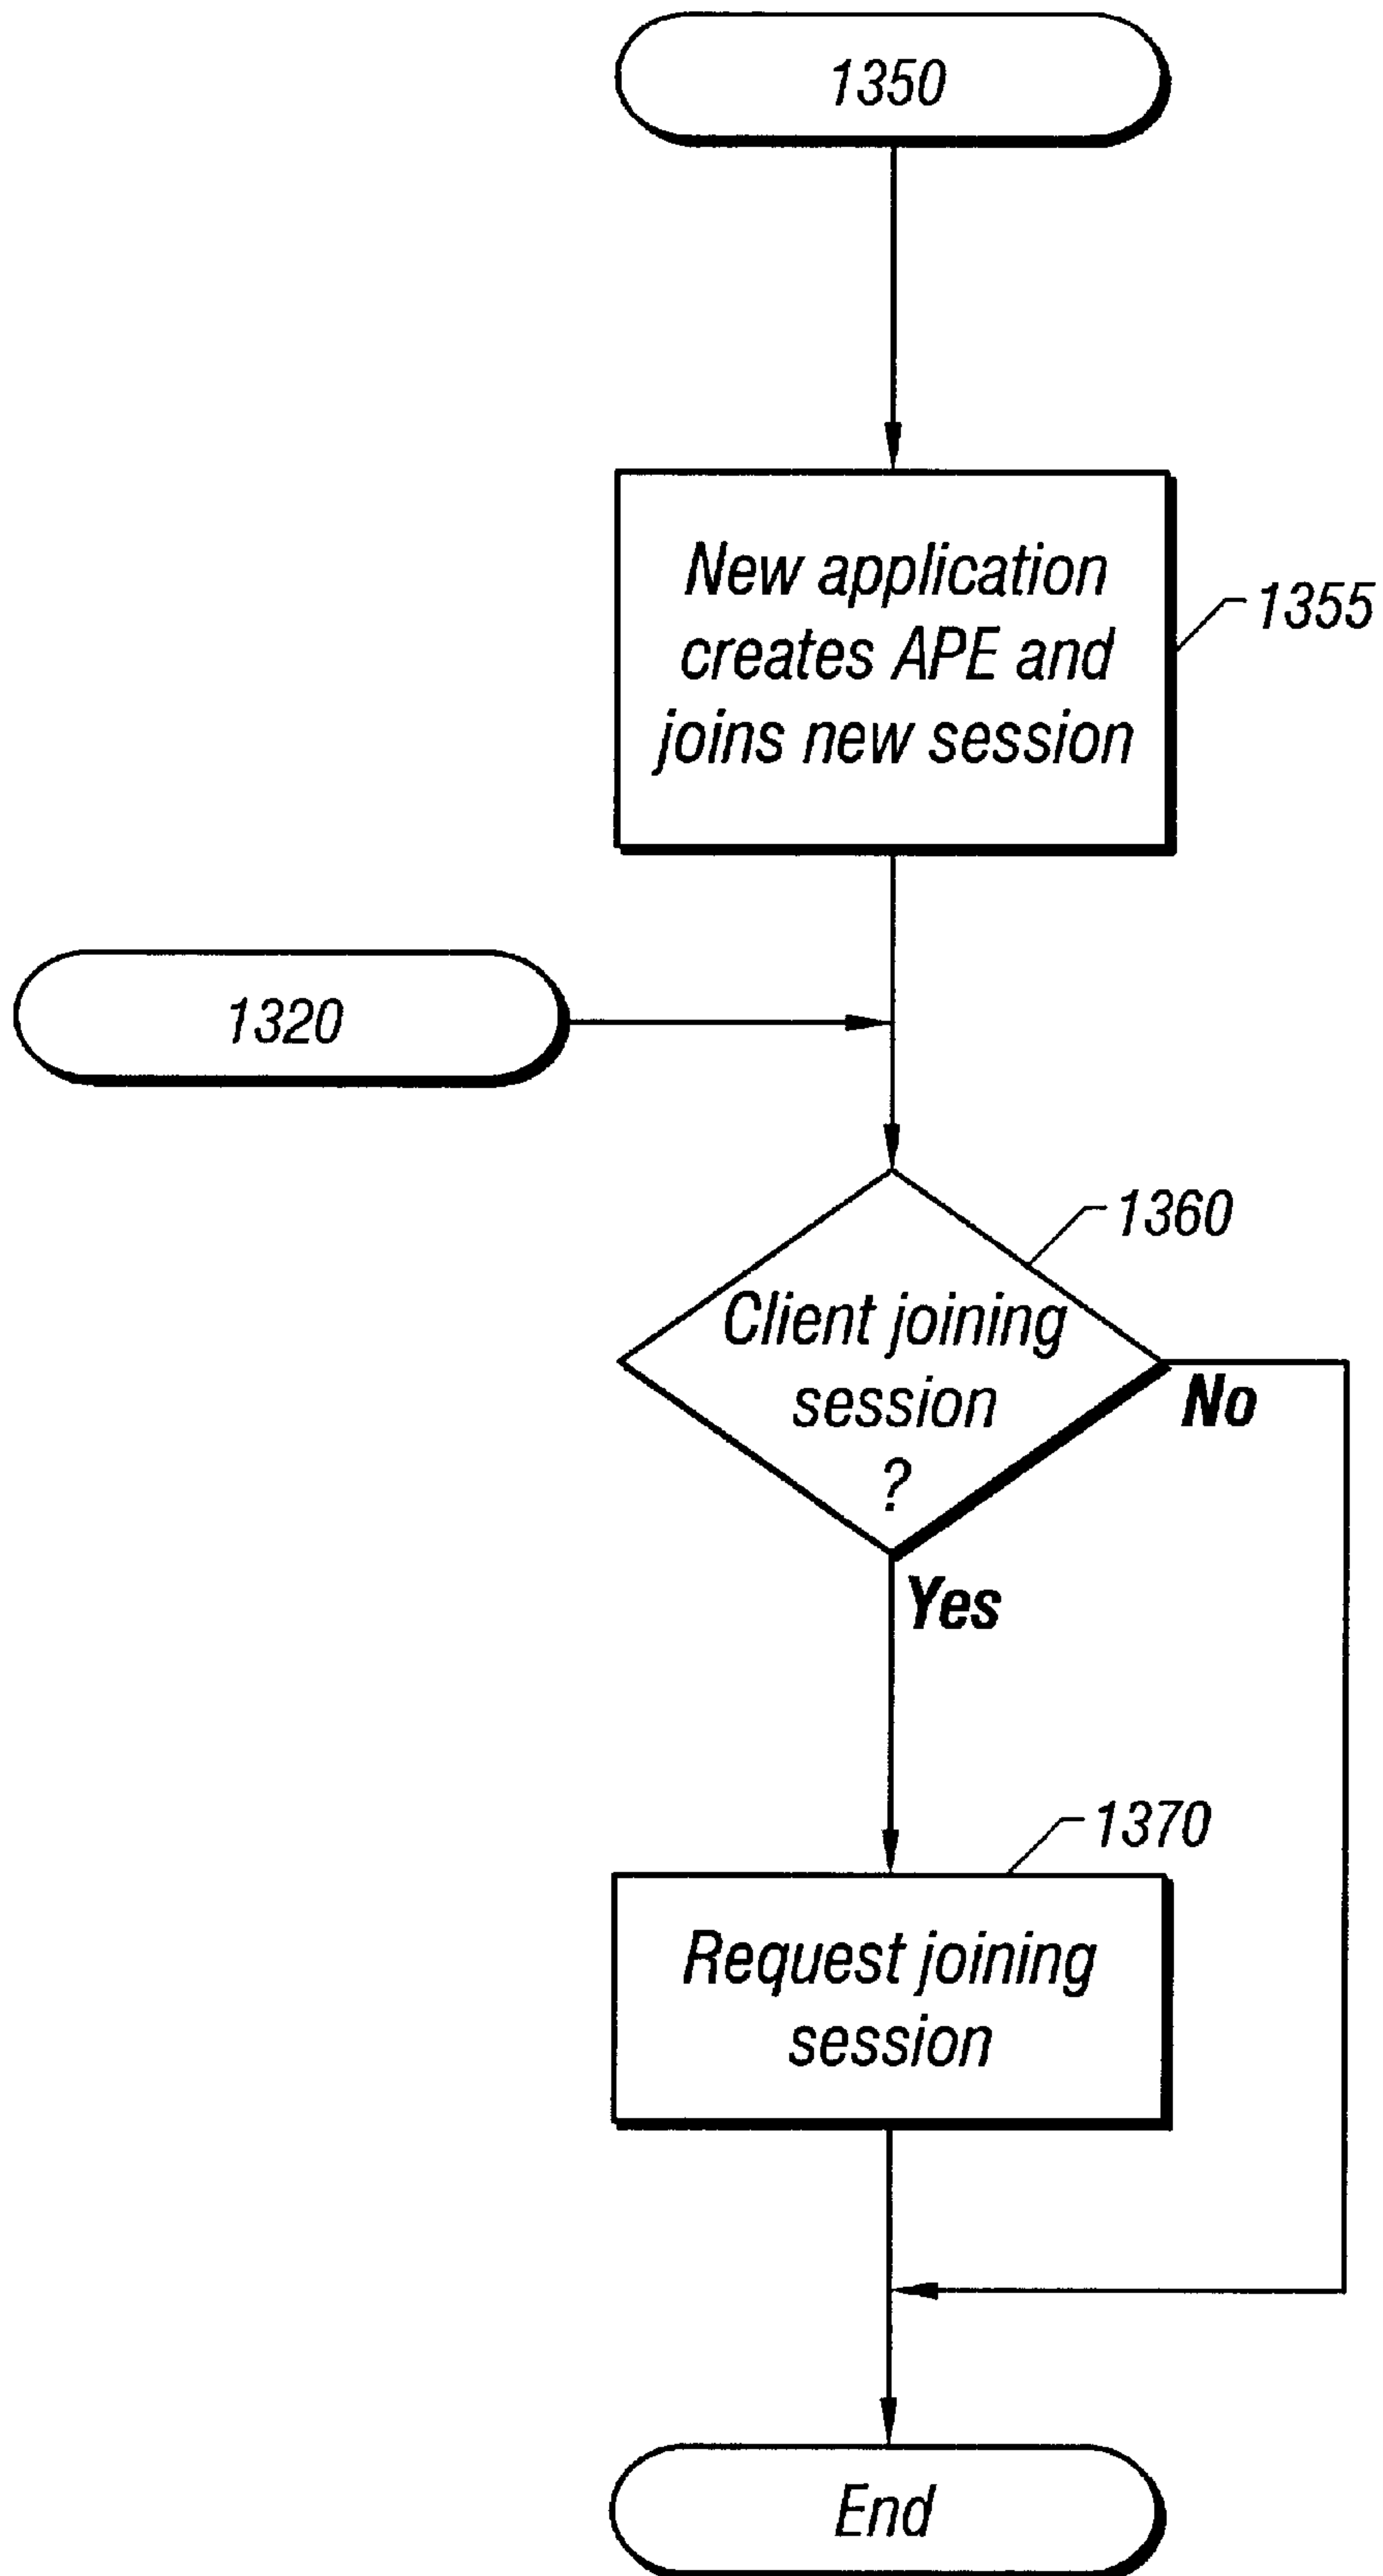 1350
New application
creates APE and
joins new session
1355
1320
1360
Client joining
session
?
No
Yes
1370
Request joining
session
End